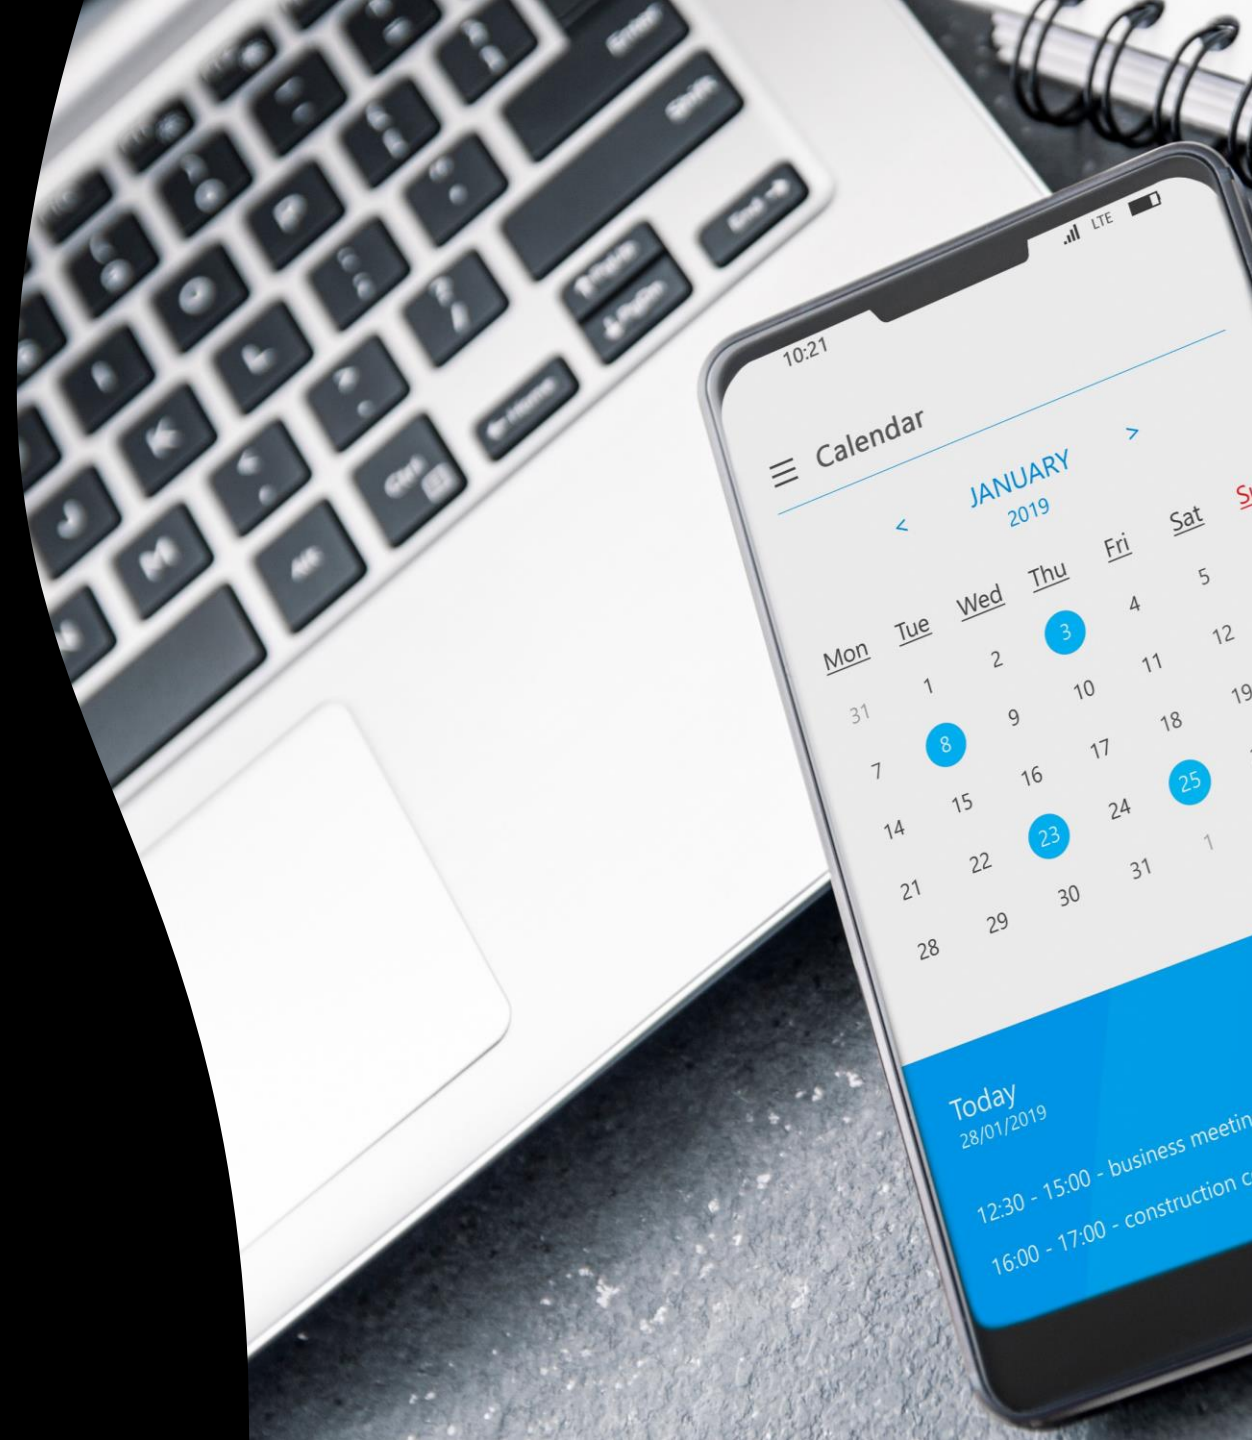 Enter
Shift
End
PgUp
PgDn
Home
Ctrl
Alt
P
O
L
K
J
M
N
LTE
10:21
Calendar
< JANUARY >
2019
Mon Tue Wed Thu Fri Sat
31 1 2 3 4 5
7 8 9 10 11 12
14 15 16 17 18 19
21 22 23 24 25
28 29 30 31 1
Today
28/01/2019
12:30 - 15:00 - business meetin
16:00 - 17:00 - construction